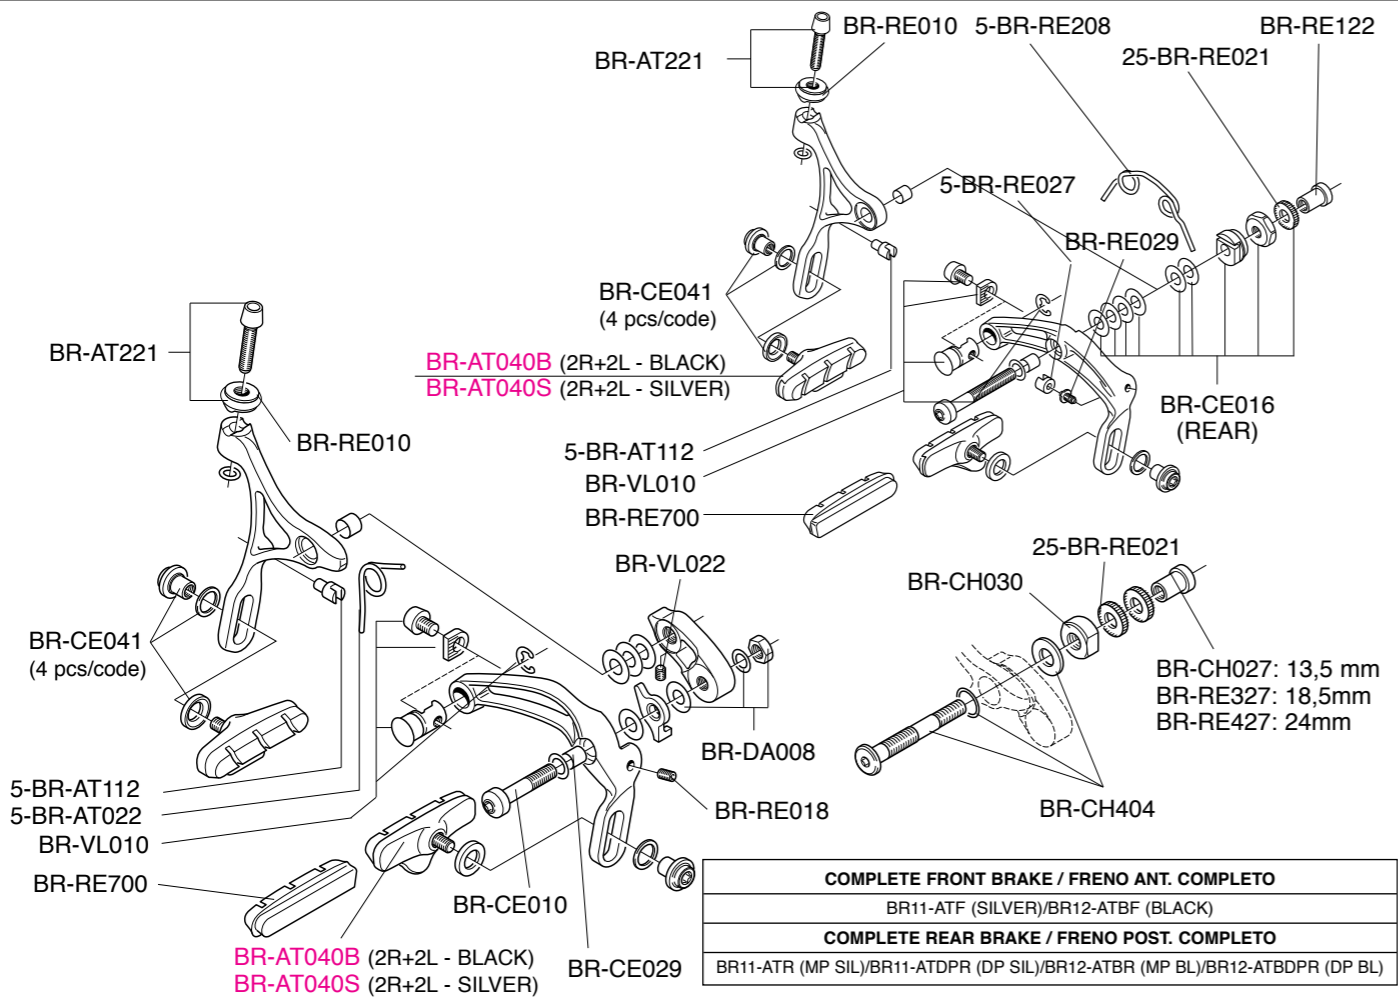 BR-RE010
5-BR-RE208
BR-RE122
BR-AT221
25-BR-RE021
5-BR-RE027
BR-RE029
BR-CE041
(4 pcs/code)
BR-AT040B (2R+2L - BLACK)
BR-AT040S (2R+2L - SILVER)
BR-CE016
(REAR)
5-BR-AT112
BR-VL010
BR-RE700
BR-AT221
BR-RE010
BR-VL022
25-BR-RE021
BR-CH030
BR-CH027: 13,5 mm
BR-RE327: 18,5mm
BR-RE427: 24mm
BR-CE041
(4 pcs/code)
BR-DA008
BR-CH404
5-BR-AT112
5-BR-AT022
BR-VL010
BR-RE018
BR-RE700
BR-CE010
BR-AT040B (2R+2L - BLACK)
BR-AT040S (2R+2L - SILVER)
BR-CE029
COMPLETE FRONT BRAKE / FRENO ANT. COMPLETO
BR11-ATF (SILVER)/BR12-ATBF (BLACK)
COMPLETE REAR BRAKE / FRENO POST. COMPLETO
BR11-ATR (MP SIL)/BR11-ATDPR (DP SIL)/BR12-ATBR (MP BL)/BR12-ATBDPR (DP BL)